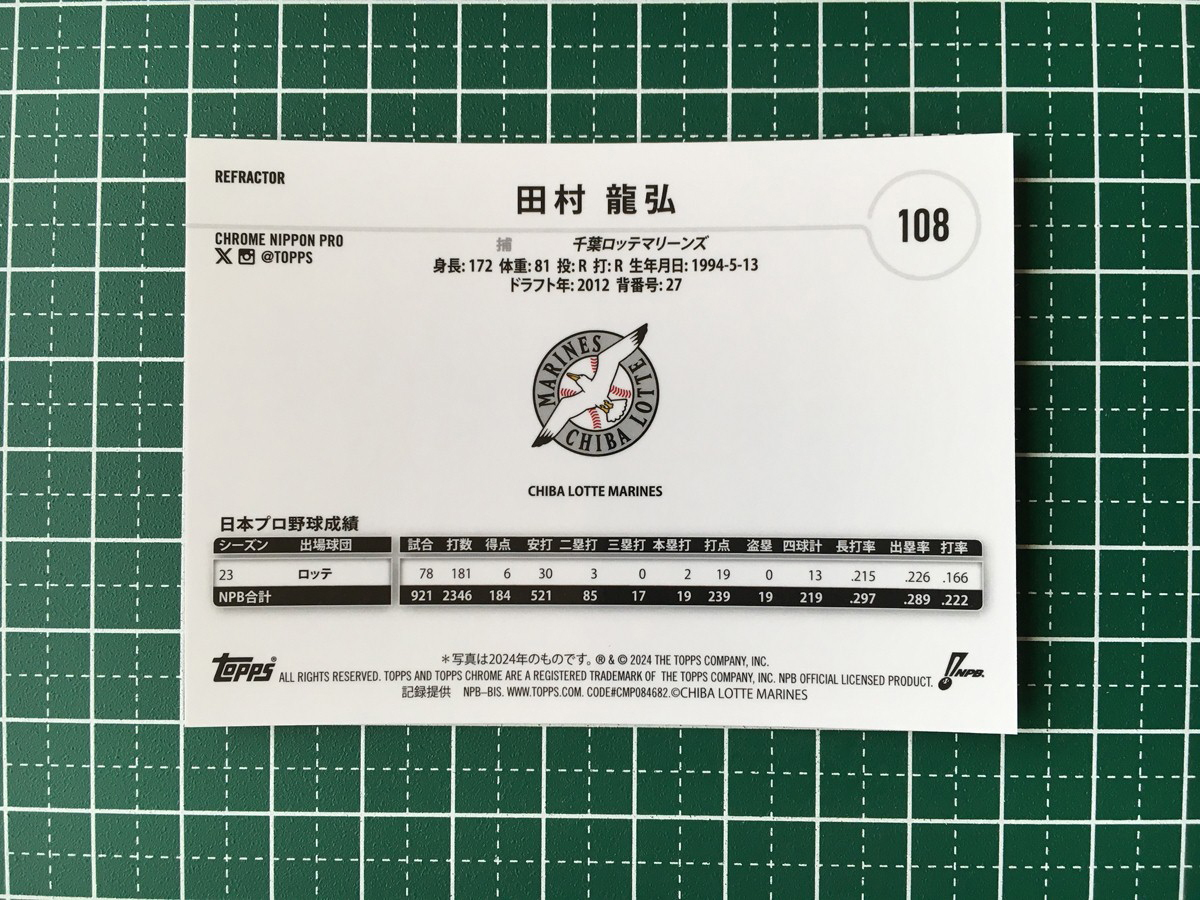 REFRACTOR
田村 龍弘
108
CHROME NIPPON PRO
@TOPPS
捕 千葉ロッテマリーンズ
身長: 172 体重: 81 投: R 打: R 生年月日: 1994-5-13
ドラフト年: 2012 背番号: 27
MARINES
CHIBA LOTTE
CHIBA LOTTE MARINES
日本プロ野球成績
シーズン 出場球団 試合 打数 得点 安打 二塁打 三塁打 本塁打 打点 盗塁 四球計 長打率 出塁率 打率
23 ロッテ 78 181 6 30 3 0 2 19 0 13 .215 .226 .166
NPB合計 921 2346 184 521 85 17 19 239 19 219 .297 .289 .222
TOPPS®
*写真は2024年のものです。 ® & © 2024 THE TOPPS COMPANY, INC.
ALL RIGHTS RESERVED. TOPPS AND TOPPS CHROME ARE A REGISTERED TRADEMARK OF THE TOPPS COMPANY, INC. NPB OFFICIAL LICENSED PRODUCT.
記録提供 NPB-BIS. WWW.TOPPS.COM. CODE#CMP084682.©CHIBA LOTTE MARINES
NPB.